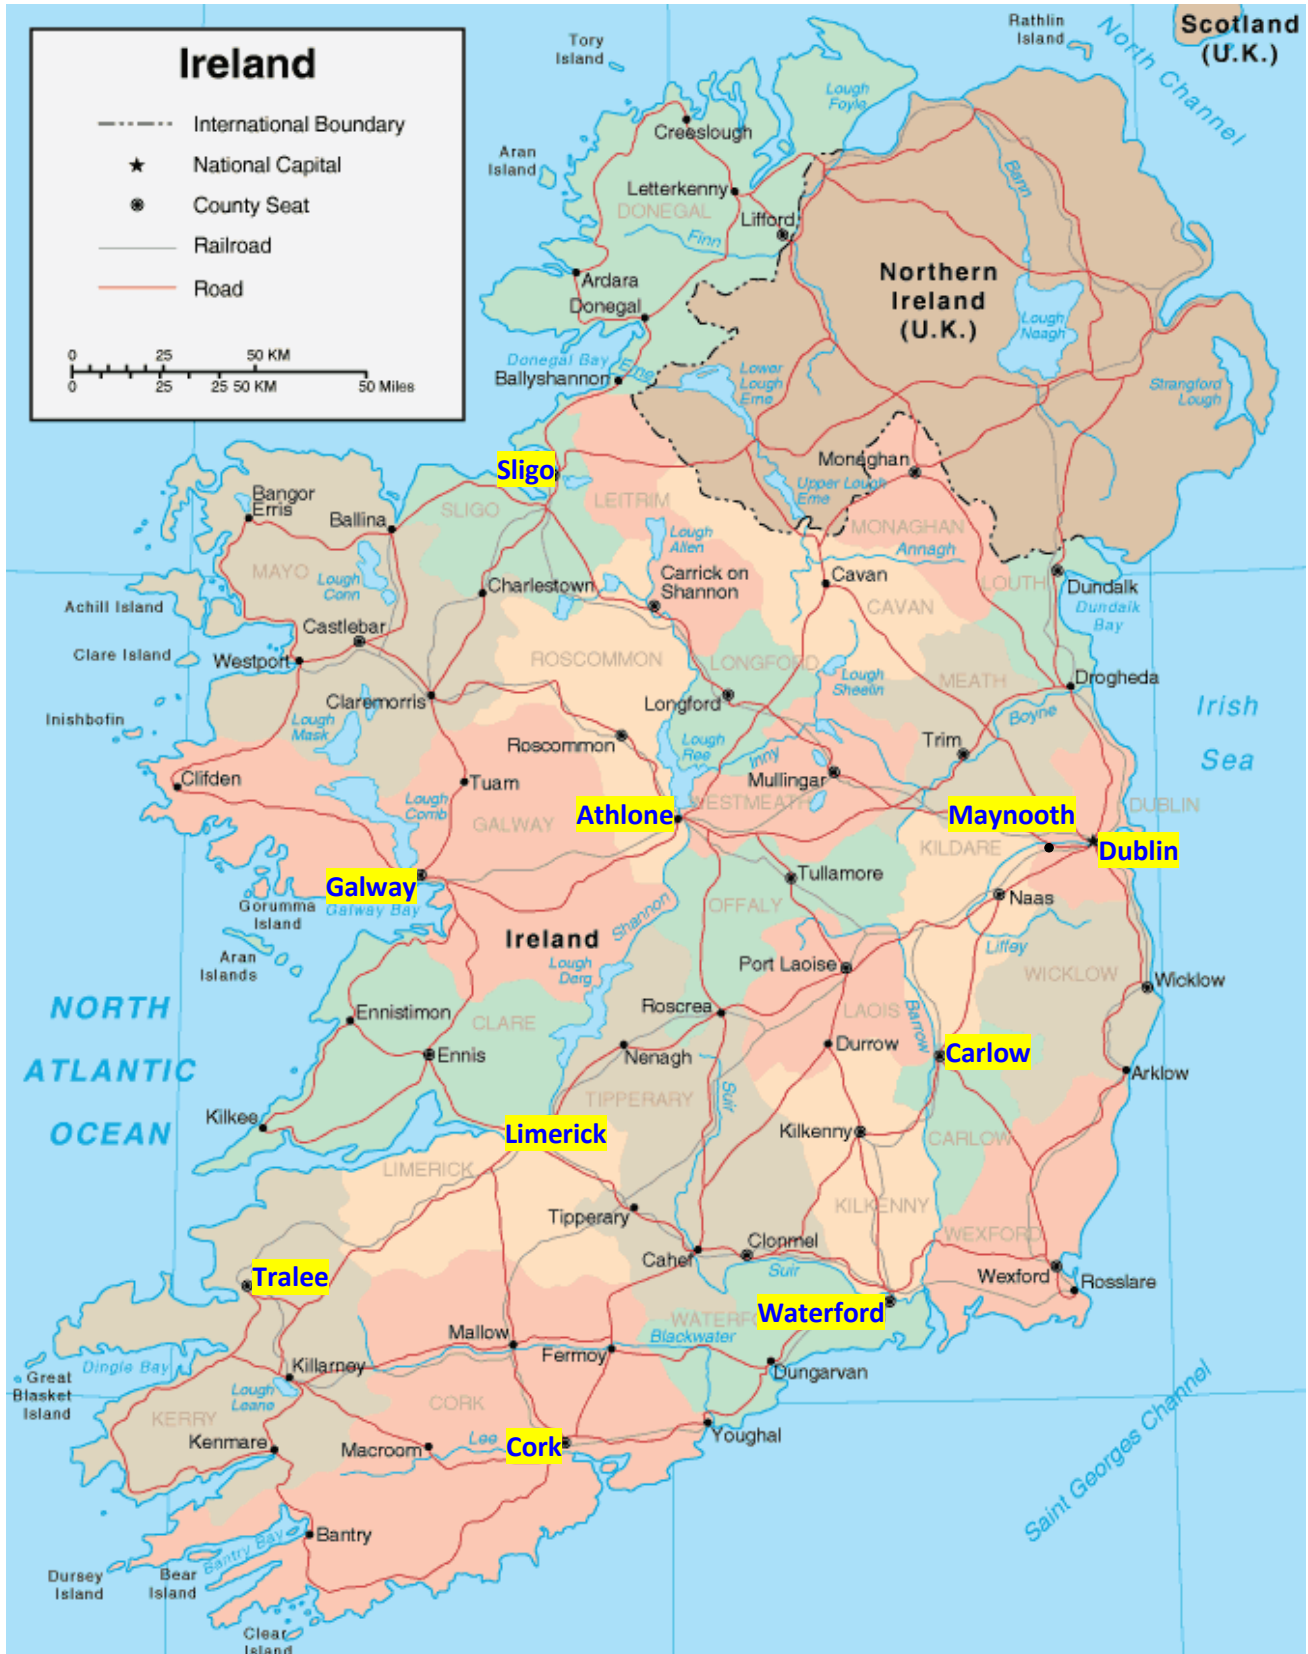 Ireland
International Boundary
National Capital
County Seat
Railroad
Road
0 25 50 KM
0 25 25 50 KM 50 Miles
Scotland
(U.K.)
Rathlin
Island
North Channel
Tory
Island
Lough
Foyle
Creeslough
Aran
Island
Letterkenny
DONEGAL
Lifford
Finn
Bann
Ardara
Donegal
Northern
Ireland
(U.K.)
Lough
Neagh
Donegal Bay
Erne
Ballyshannon
Lower
Lough
Erne
Strangford
Lough
Sligo
Monaghan
Upper Lough
Erne
Bangor
Erris
Ballina
SLIGO
LEITRIM
MONAGHAN
Annagh
Lough
Allen
MAYO
Lough
Conn
Charlestown
Carrick on
Shannon
Cavan
CAVAN
LOUTH
Dundalk
Dundalk
Bay
Achill Island
Castlebar
Clare Island
Westport
ROSCOMMON
LONGFORD
Lough
Sheelin
MEATH
Drogheda
Claremorris
Longford
Boyne
Inishbofin
Lough
Mask
Roscommon
Lough
Ree
Inny
Trim
Irish
Sea
Mullingar
Clifden
Tuam
Lough
Comb
GALWAY
Athlone
WESTMEATH
Maynooth
DUBLIN
Dublin
KILDARE
Galway
Galway Bay
Gorumma
Island
Tullamore
Naas
OFFALY
Shannon
Ireland
Liffey
Aran
Islands
Lough
Derg
Port Laoise
WICKLOW
Wicklow
NORTH
ATLANTIC
OCEAN
Ennistimon
CLARE
Roscrea
LAOIS
Barrow
Ennis
Nenagh
Durrow
Carlow
Arklow
TIPPERARY
Suir
Kilkee
Limerick
Kilkenny
CARLOW
LIMERICK
KILKENNY
Tipperary
WEXFORD
Caher
Clonmel
Suir
Tralee
Wexford
Rosslare
Waterford
WATERFO
Mallow
Blackwater
Fermoy
Dungarvan
Dingle Bay
Killarney
Great
Blasket
Island
Lough
Leane
KERRY
CORK
Kenmare
Macroom
Lee
Cork
Youghal
Saint Georges Channel
Bantry
Bantry Bay
Dursey
Island
Bear
Island
Clear
Island